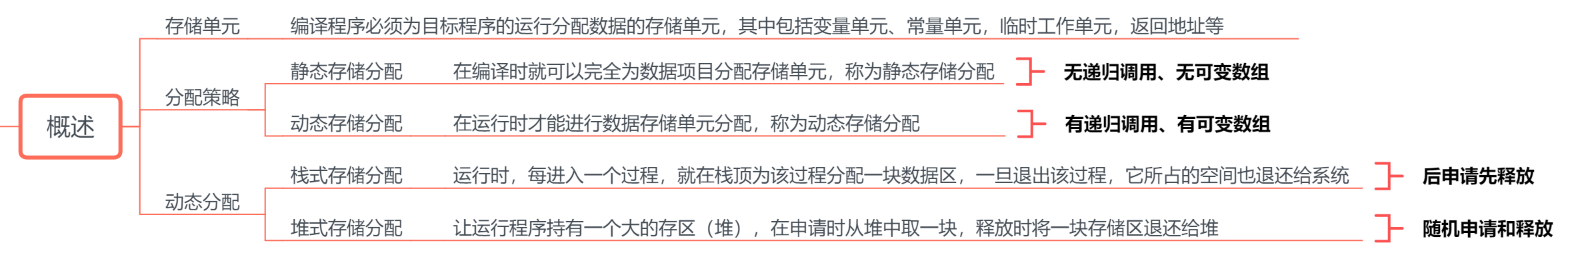 概述
存储单元
编译程序必须为目标程序的运行分配数据的存储单元，其中包括变量单元、常量单元，临时工作单元，返回地址等
分配策略
静态存储分配
在编译时就可以完全为数据项目分配存储单元，称为静态存储分配
无递归调用、无可变数组
动态存储分配
在运行时才能进行数据存储单元分配，称为动态存储分配
有递归调用、有可变数组
动态分配
栈式存储分配
运行时，每进入一个过程，就在栈顶为该过程分配一块数据区，一旦退出该过程，它所占的空间也退还给系统
后申请先释放
堆式存储分配
让运行程序持有一个大的存区（堆），在申请时从堆中取一块，释放时将一块存储区退还给堆
随机申请和释放